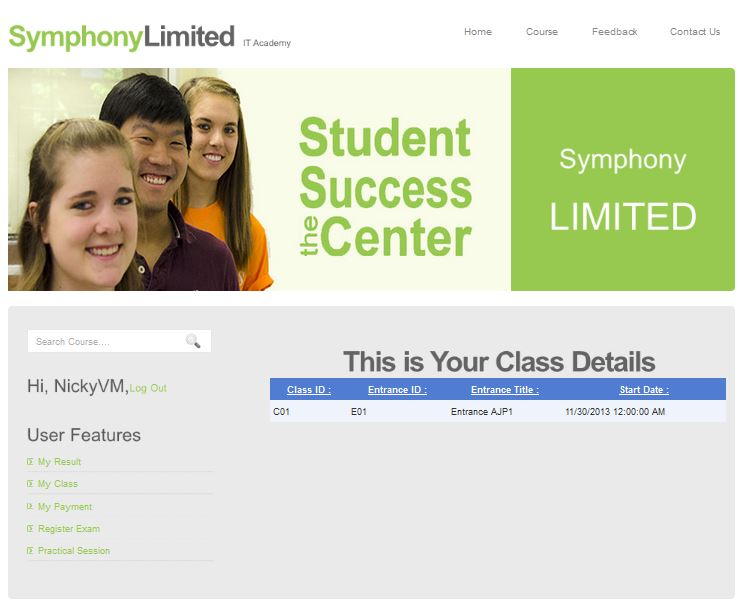 SymphonyLimited IT Academy
Home Course Feedback Contact Us
Student
Success
the Center
Symphony
LIMITED
Search Course....
This is Your Class Details
Class ID : Entrance ID : Entrance Title : Start Date :
C01 E01 Entrance AJP1 11/30/2013 12:00:00 AM
Hi, NickyVM,Log Out
User Features
My Result
My Class
My Payment
Register Exam
Practical Session